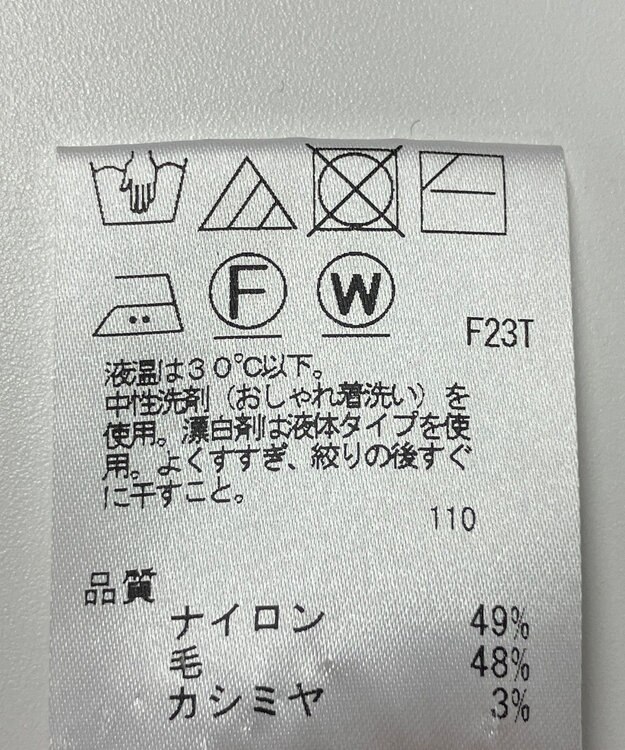 F W
F23T
液温は30℃以下。
中性洗剤(おしゃれ着洗い)を
使用。漂白剤は液体タイプを使
用。よくすすぎ、絞りの後すぐ
に干すこと。
110
品質
ナイロン 49%
毛 48%
カシミヤ 3%